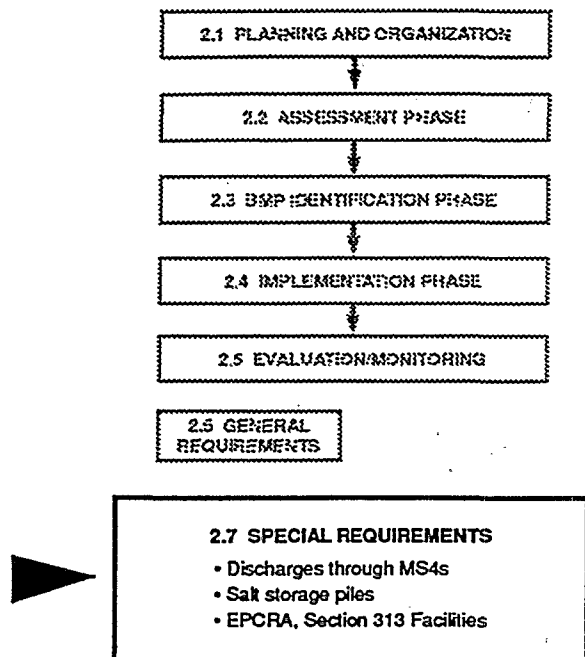 2.1 PLANNING AND ORGANIZATION
2.2 ASSESSMENT PHASE
2.3 BMP IDENTIFICATION PHASE
2.4 IMPLEMENTATION PHASE
2.5 EVALUATION/MONITORING
2.5 GENERAL
REQUIREMENTS
2.7 SPECIAL REQUIREMENTS
• Discharges through MS4s
• Salt storage piles
• EPCRA, Section 313 Facilities